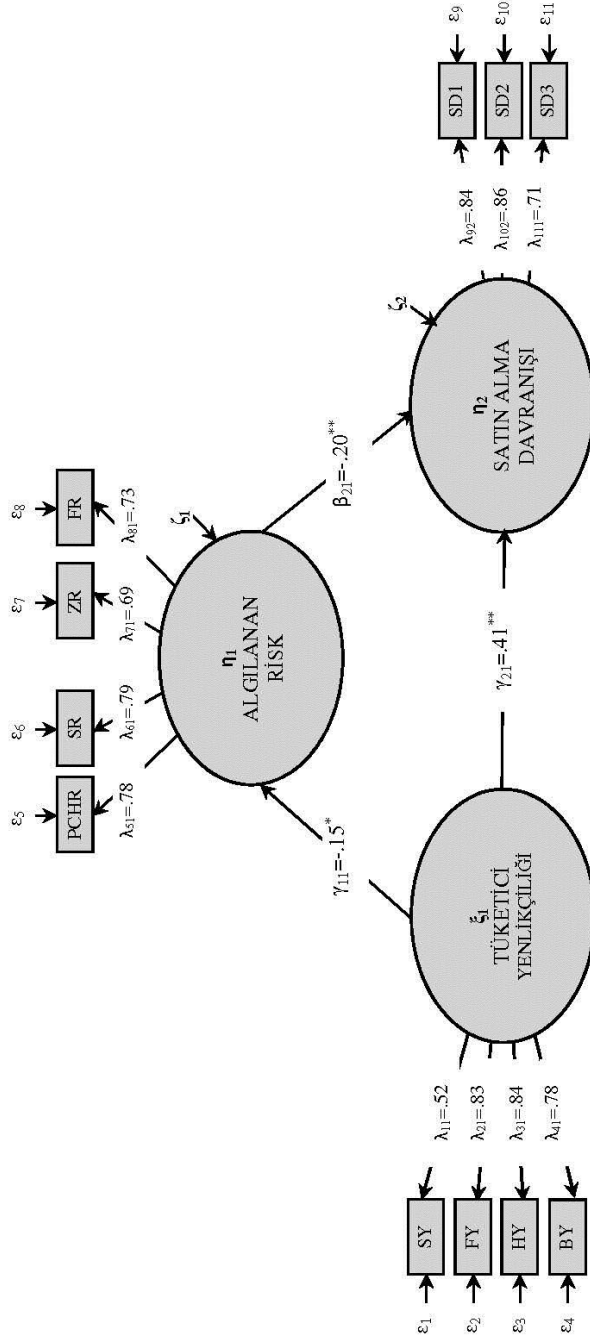 ε5
ε6
ε7
ε8
PCHR
SR
ZR
FR
λ51=.78
λ61=.79
λ71=.69
λ81=.73
ζ1
η1
ALGILANAN
RİSK
γ11=-.15*
β21=-.20**
ε1
SY
λ11=.52
ε2
FY
λ21=.83
ε3
HY
λ31=.84
ε4
BY
λ41=.78
ξ1
TÜKETİCİ
YENLİKÇİLİĞİ
γ21=.41**
ζ2
η2
SATIN ALMA
DAVRANIŞI
λ92=.84
SD1
ε9
λ102=.86
SD2
ε10
λ111=.71
SD3
ε11